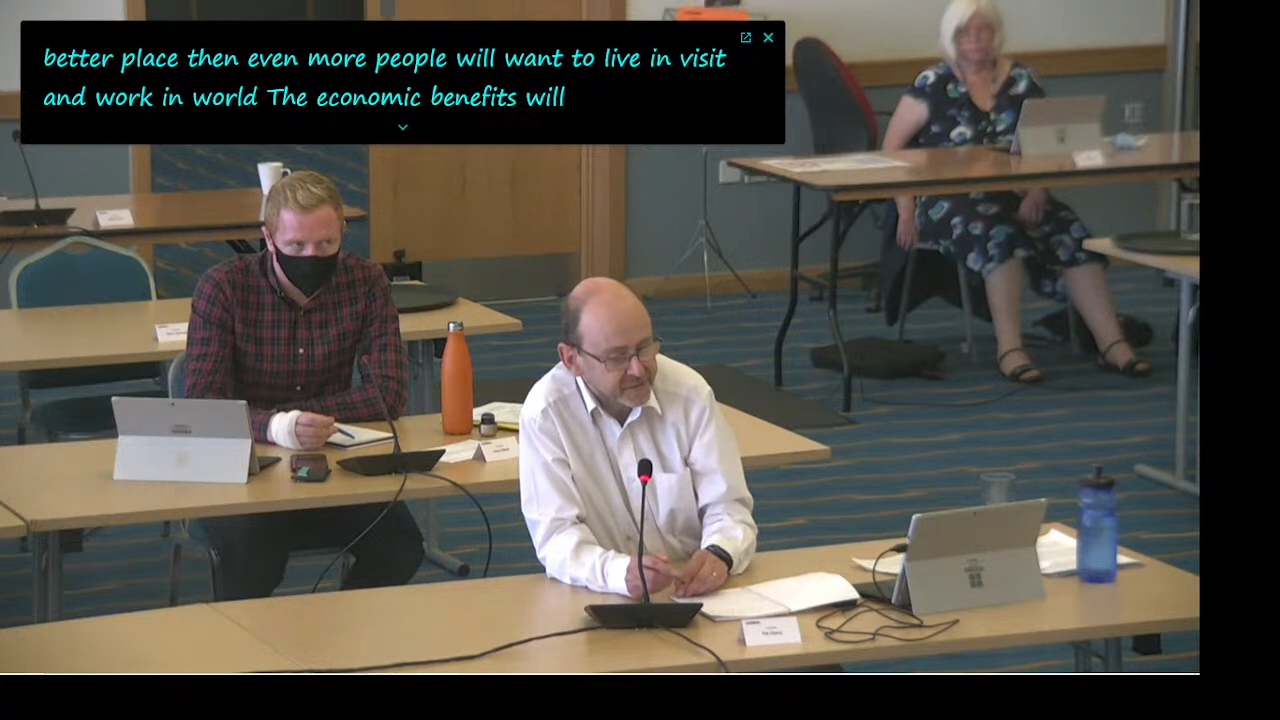 better place then even more people will want to live in visit
and work in world The economic benefits will